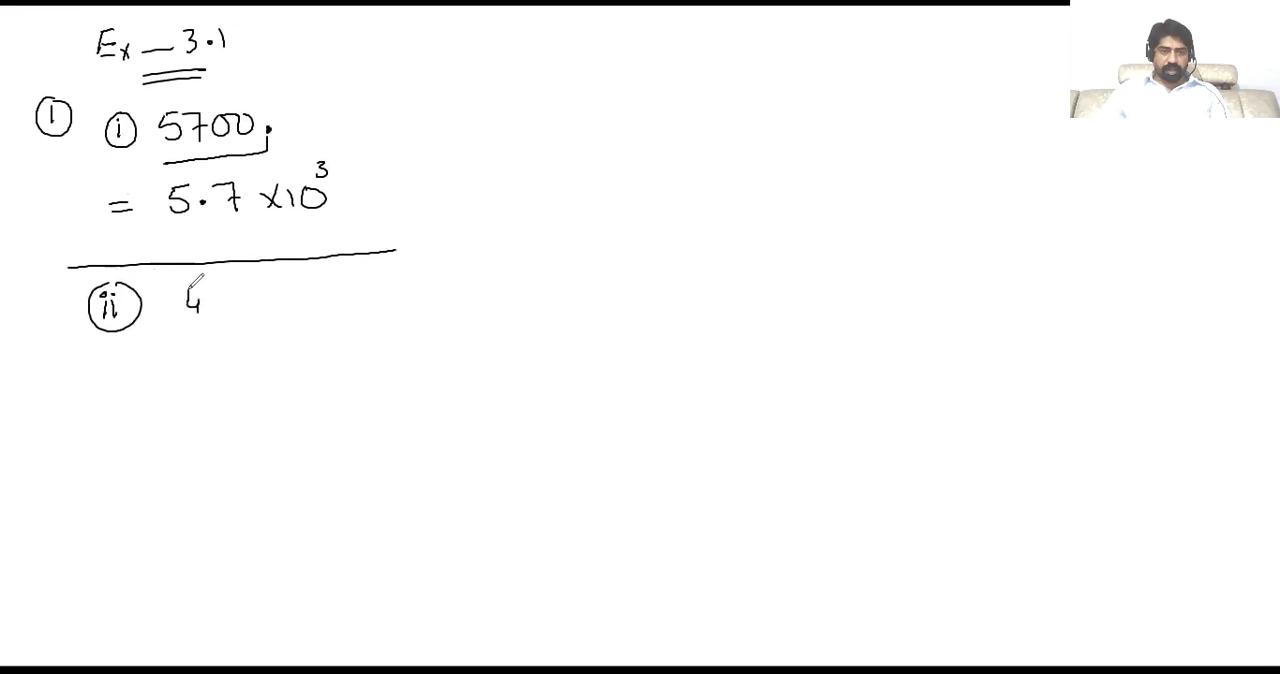 Ex — 3.1
① ⓘ 5700.
= 5.7 × 10³
ⅱ 4